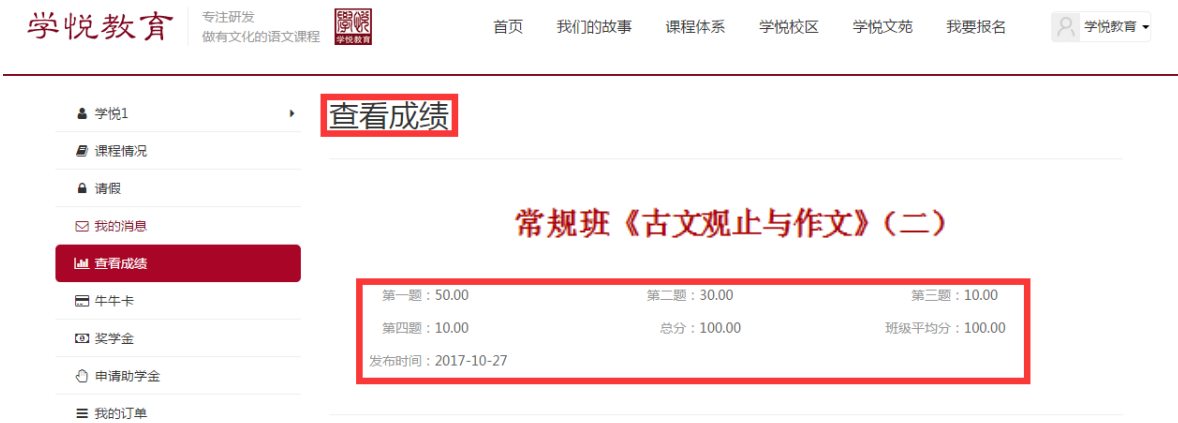 学悦教育
专注研发
做有文化的语文课程
学悦教育
首页 我们的故事 课程体系 学悦校区 学悦文苑 我要报名 学悦教育
学悦1
课程情况
请假
我的消息
查看成绩
牛牛卡
奖学金
申请助学金
我的订单
查看成绩
常规班《古文观止与作文》（二）
第一题：50.00 第二题：30.00 第三题：10.00
第四题：10.00 总分：100.00 班级平均分：100.00
发布时间：2017-10-27